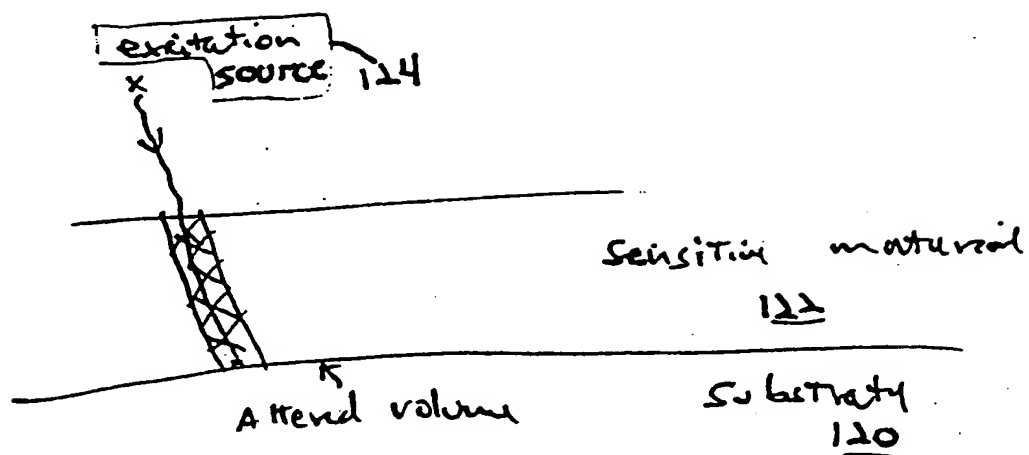 excitation
source
124
x
Sensitive material
122
Altered volume
Substrate
120